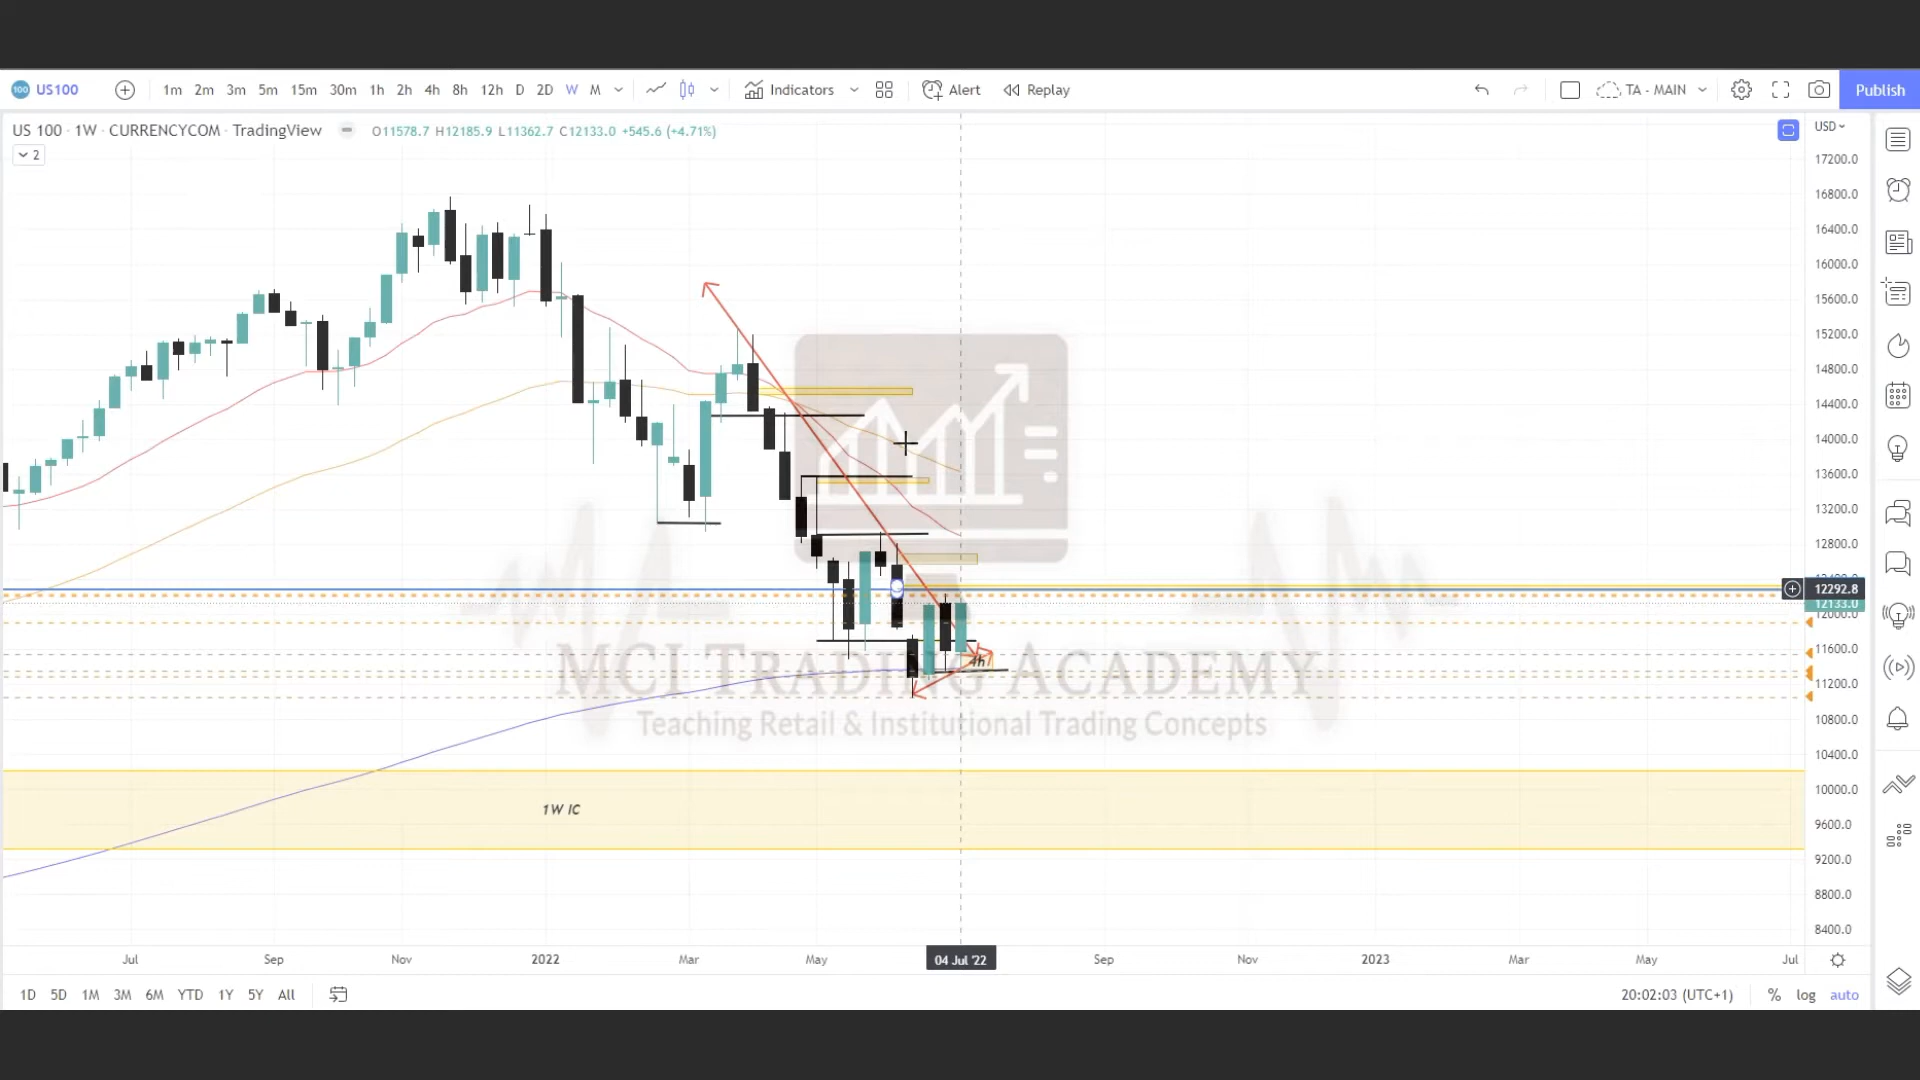 US100 1m 2m 3m 5m 15m 30m 1h 2h 4h 8h 12h D 2D W M Indicators Alert Replay TA - MAIN Publish
US 100 · 1W · CURRENCYCOM · TradingView O11578.7 H12185.9 L11362.7 C12133.0 +545.6 (+4.71%)
USD
2
17200.0
16800.0
16400.0
16000.0
15600.0
15200.0
14800.0
14400.0
14000.0
13600.0
13200.0
12800.0
12292.8
12133.0
12000.0
11600.0
4h
11200.0
MCI TRADING ACADEMY
Teaching Retail & Institutional Trading Concepts
10800.0
10400.0
10000.0
1W IC
9600.0
9200.0
8800.0
8400.0
Jul Sep Nov 2022 Mar May 04 Jul '22 Sep Nov 2023 Mar May Jul
1D 5D 1M 3M 6M YTD 1Y 5Y All 20:02:03 (UTC+1) % log auto